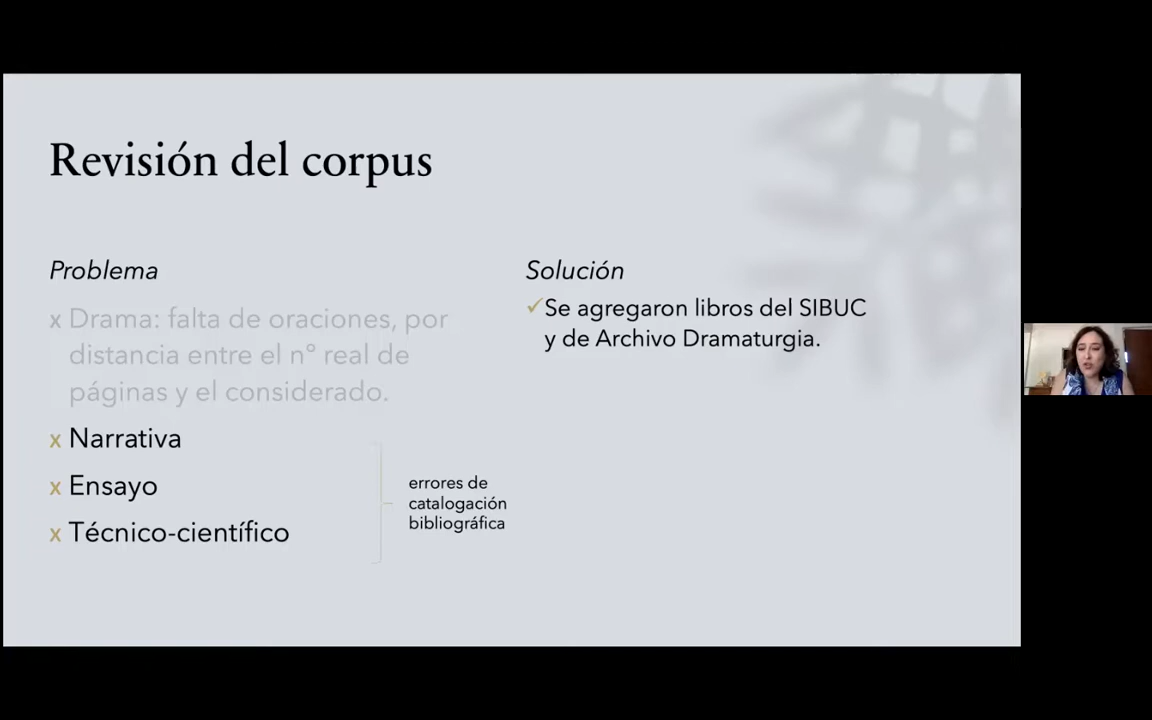 Revisión del corpus
Problema
x Drama: falta de oraciones, por
distancia entre el nº real de
páginas y el considerado.
x Narrativa
x Ensayo
x Técnico-científico
errores de
catalogación
bibliográfica
Solución
✓Se agregaron libros del SIBUC
y de Archivo Dramaturgia.